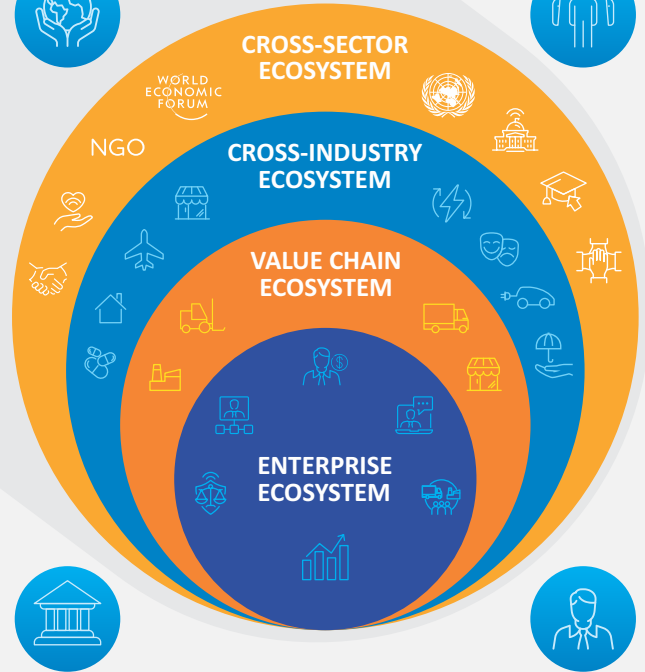 CROSS-SECTOR
ECOSYSTEM
WORLD
ECONOMIC
FORUM
NGO
CROSS-INDUSTRY
ECOSYSTEM
VALUE CHAIN
ECOSYSTEM
$
ENTERPRISE
ECOSYSTEM